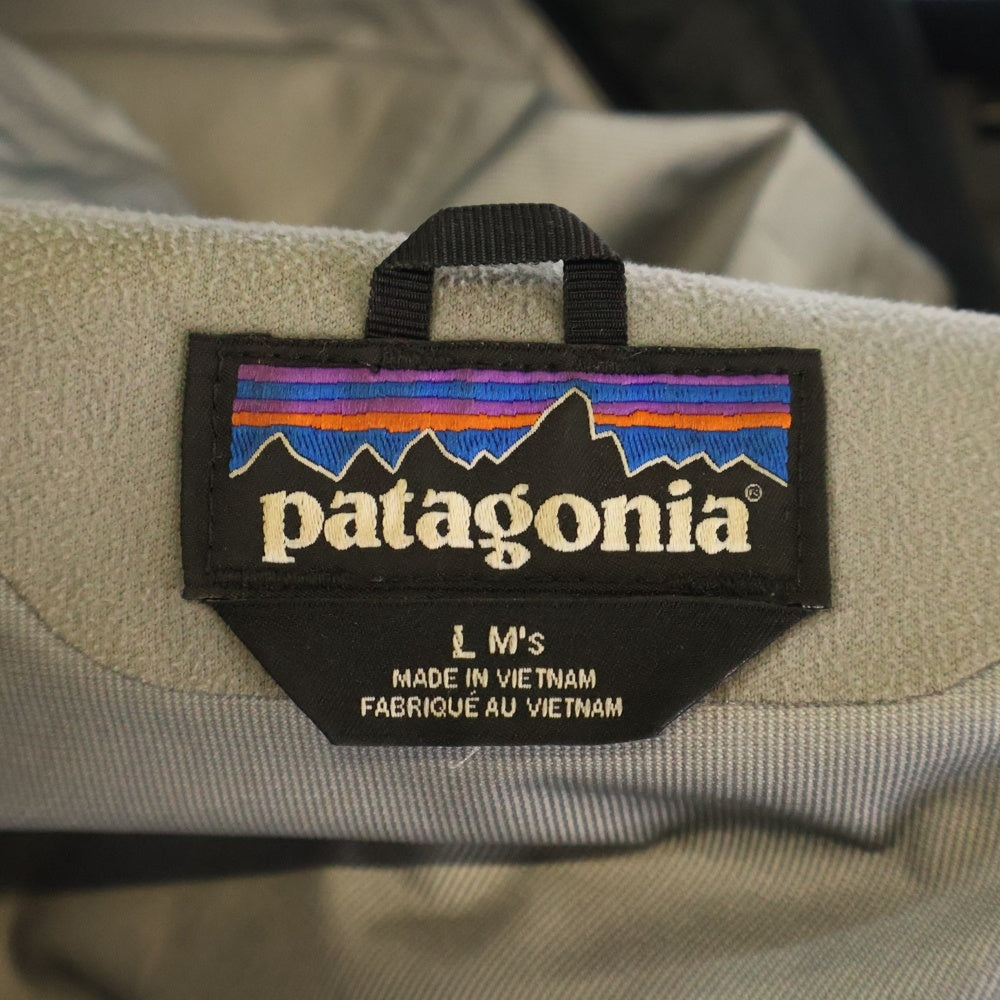 patagonia®
L M's
MADE IN VIETNAM
FABRIQUÉ AU VIETNAM